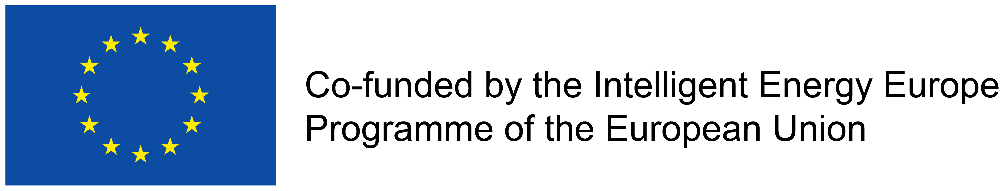 Co-funded by the Intelligent Energy Europe
Programme of the European Union